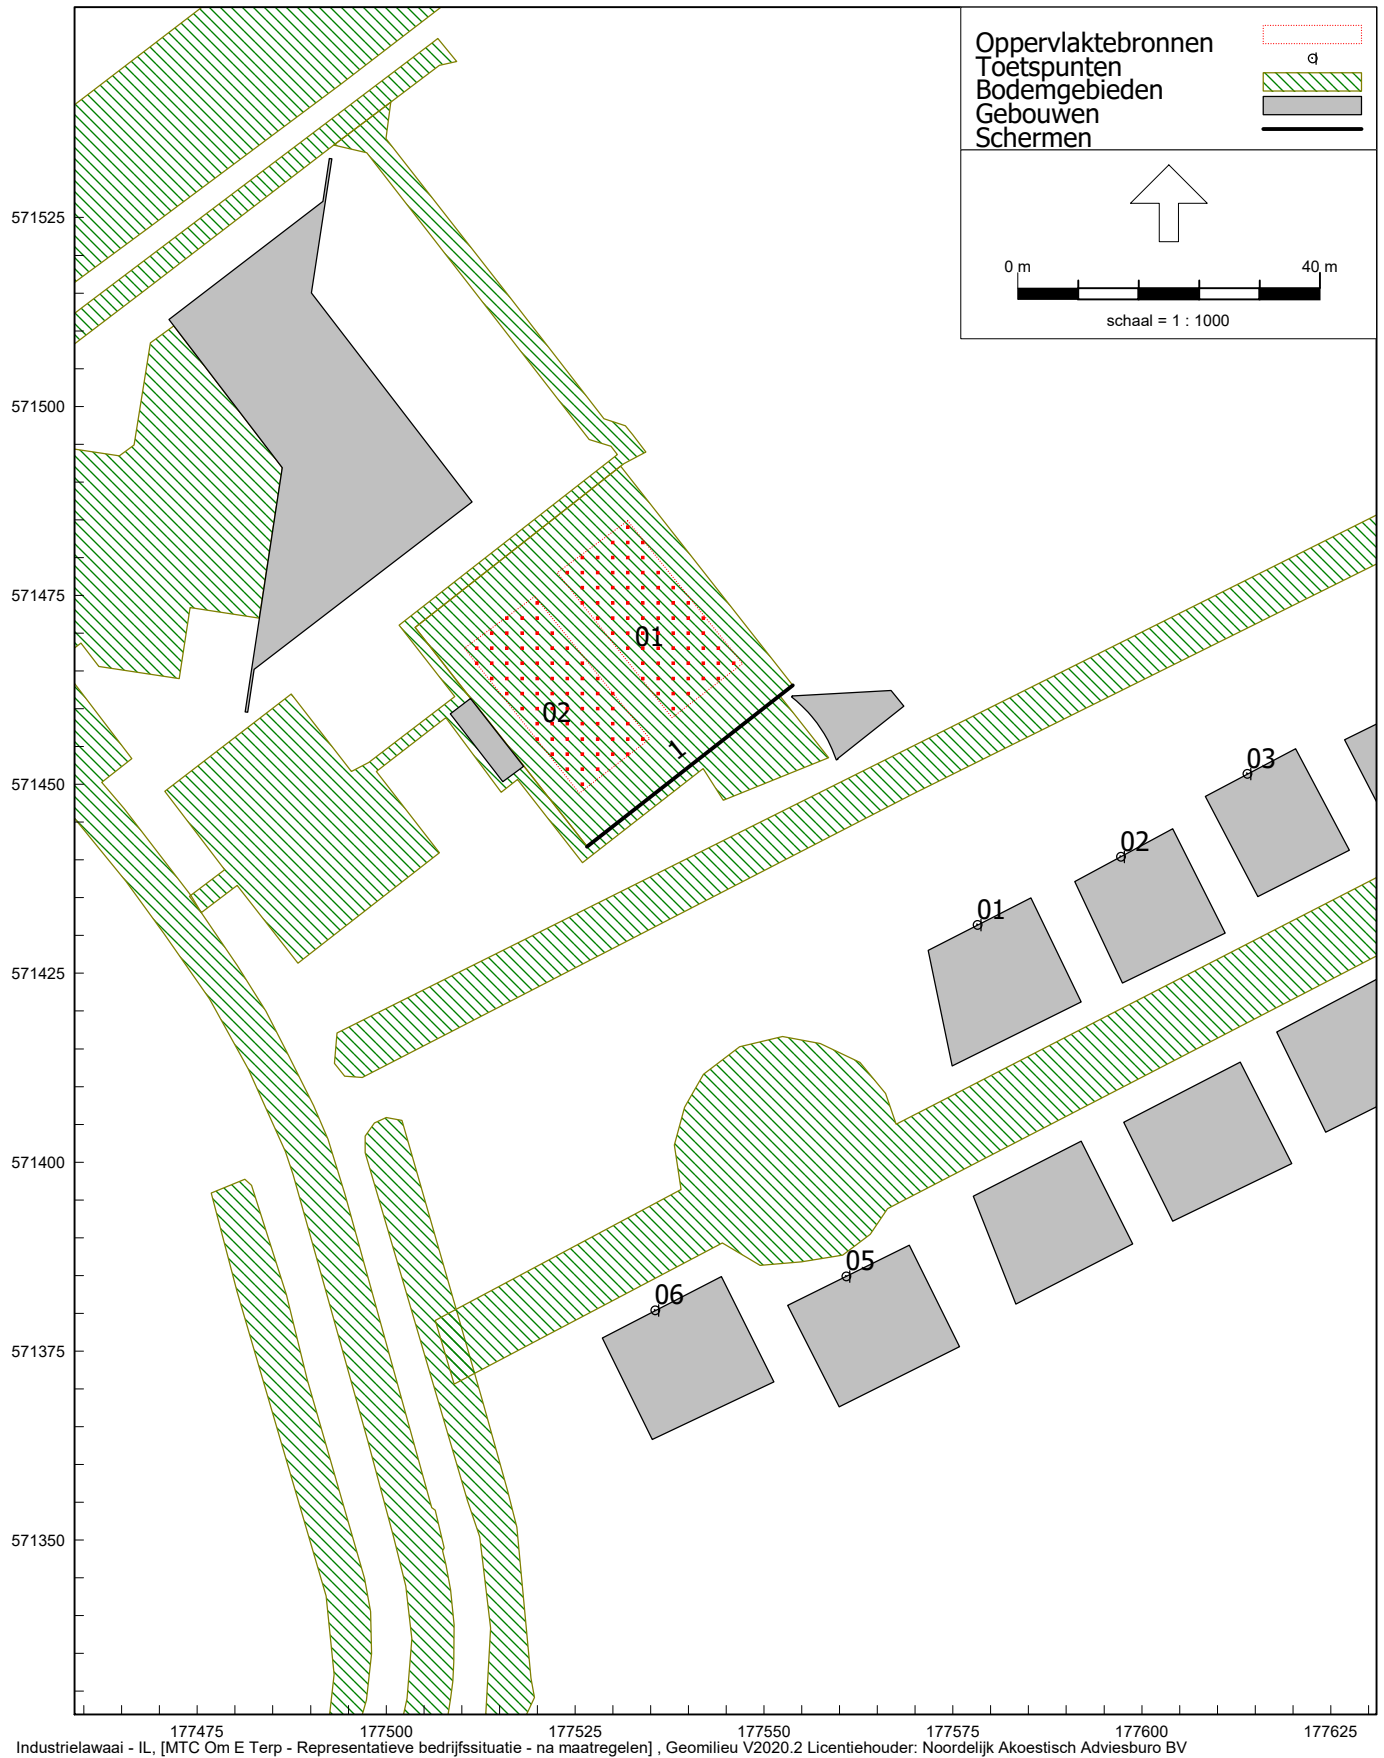 Oppervlaktebronnen
Toetspunten
Bodemgebieden
Gebouwen
Schermen
0 m 40 m
schaal = 1 : 1000
571525
571500
571475
571450
571425
571400
571375
571350
01
02
1
03
02
01
05
06
177475 177500 177525 177550 177575 177600 177625
Industrielawaai - IL, [MTC Om E Terp - Representatieve bedrijfssituatie - na maatregelen] , Geomilieu V2020.2 Licentiehouder: Noordelijk Akoestisch Adviesburo BV